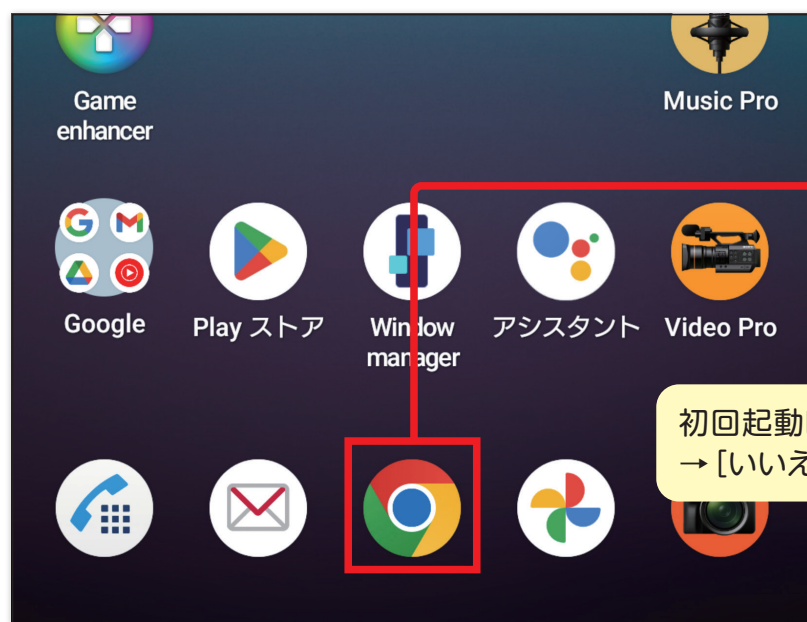 Game
enhancer
Music Pro
Google
Play ストア
Window
manager
アシスタント
Video Pro
初回起動
→[いいえ